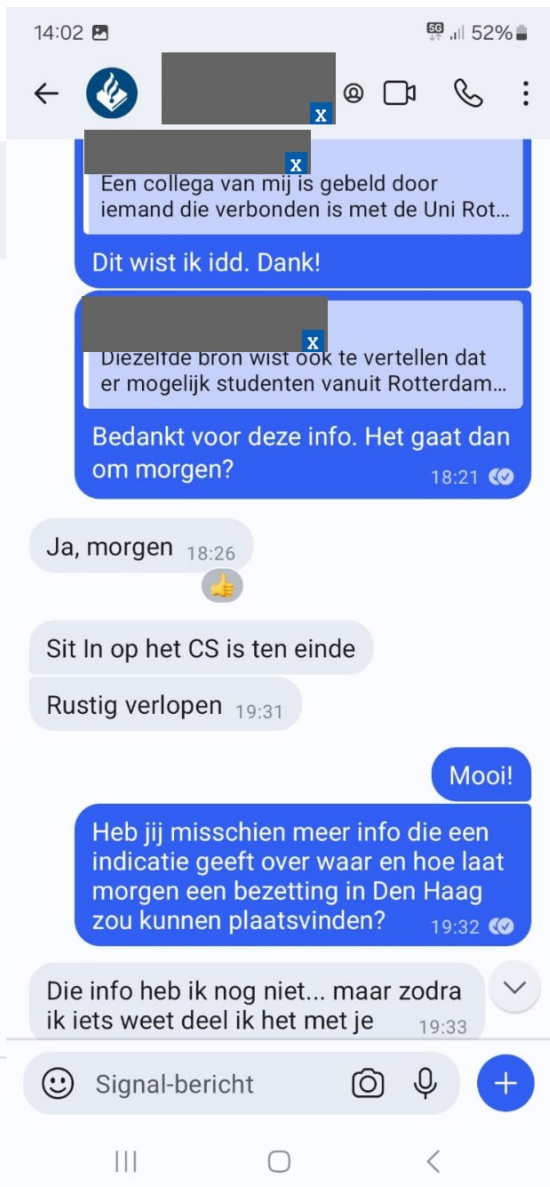 14:02 5G 52%
x
x
Een collega van mij is gebeld door
iemand die verbonden is met de Uni Rot...
Dit wist ik idd. Dank!
x
Diezelfde bron wist ook te vertellen dat
er mogelijk studenten vanuit Rotterdam...
Bedankt voor deze info. Het gaat dan
om morgen?
18:21
Ja, morgen 18:26
Sit In op het CS is ten einde
Rustig verlopen 19:31
Mooi!
Heb jij misschien meer info die een
indicatie geeft over waar en hoe laat
morgen een bezetting in Den Haag
zou kunnen plaatsvinden? 19:32
Die info heb ik nog niet... maar zodra
ik iets weet deel ik het met je 19:33
Signal-bericht